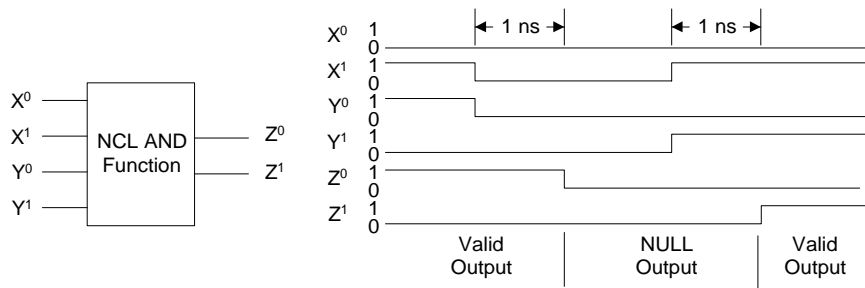 X⁰
X¹
Y⁰
Y¹
NCL AND
Function
Z⁰
Z¹
1 ns
1 ns
X⁰ 1
0
X¹ 1
0
Y⁰ 1
0
Y¹ 1
0
Z⁰ 1
0
Z¹ 1
0
Valid
Output
NULL
Output
Valid
Output